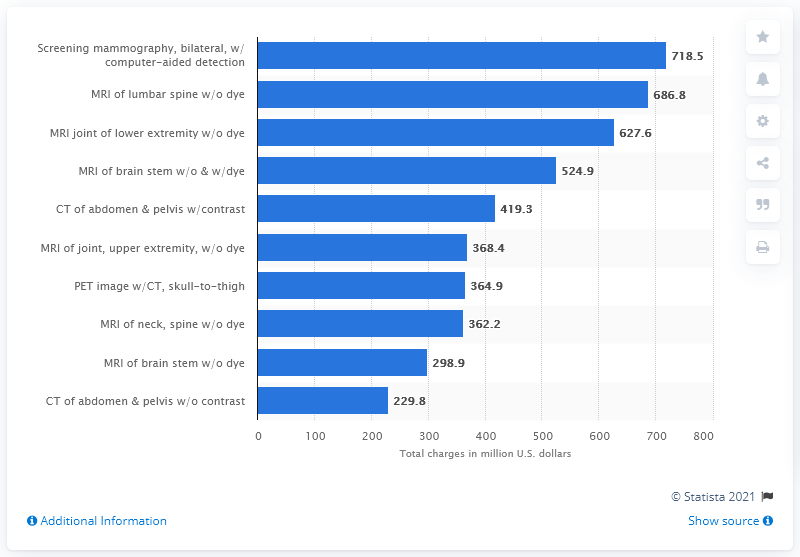 Screening mammography, bilateral, w/
computer-aided detection
718.5
MRI of lumbar spine w/o dye
686.8
MRI joint of lower extremity w/o dye
627.6
MRI of brain stem w/o & w/dye
524.9
CT of abdomen & pelvis w/contrast
419.3
MRI of joint, upper extremity, w/o dye
368.4
PET image w/CT, skull-to-thigh
364.9
MRI of neck, spine w/o dye
362.2
MRI of brain stem w/o dye
298.9
CT of abdomen & pelvis w/o contrast
229.8
0 100 200 300 400 500 600 700 800
Total charges in million U.S. dollars
© Statista 2021
Additional Information
Show source